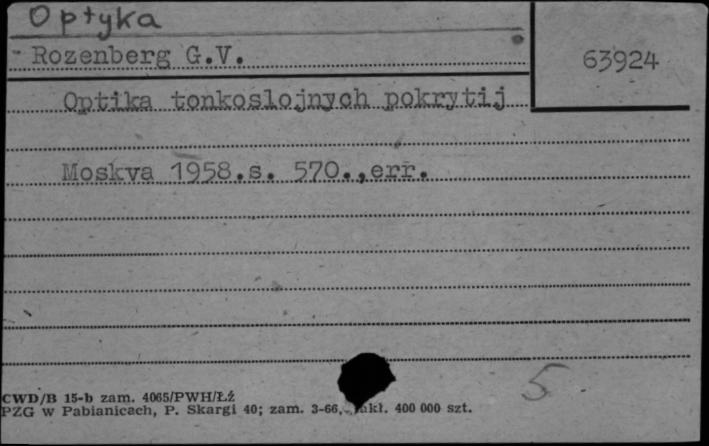 Optyka
Rozenberg G.V.
63924
Optika tonkoslojnych pokrytij
Moskva 1958.s. 570.,err.
5
CWD/B 15-b zam. 4065/PWH/Łź
PZG w Pabianicach, P. Skargi 40; zam. 3-66, nakł. 400 000 szt.